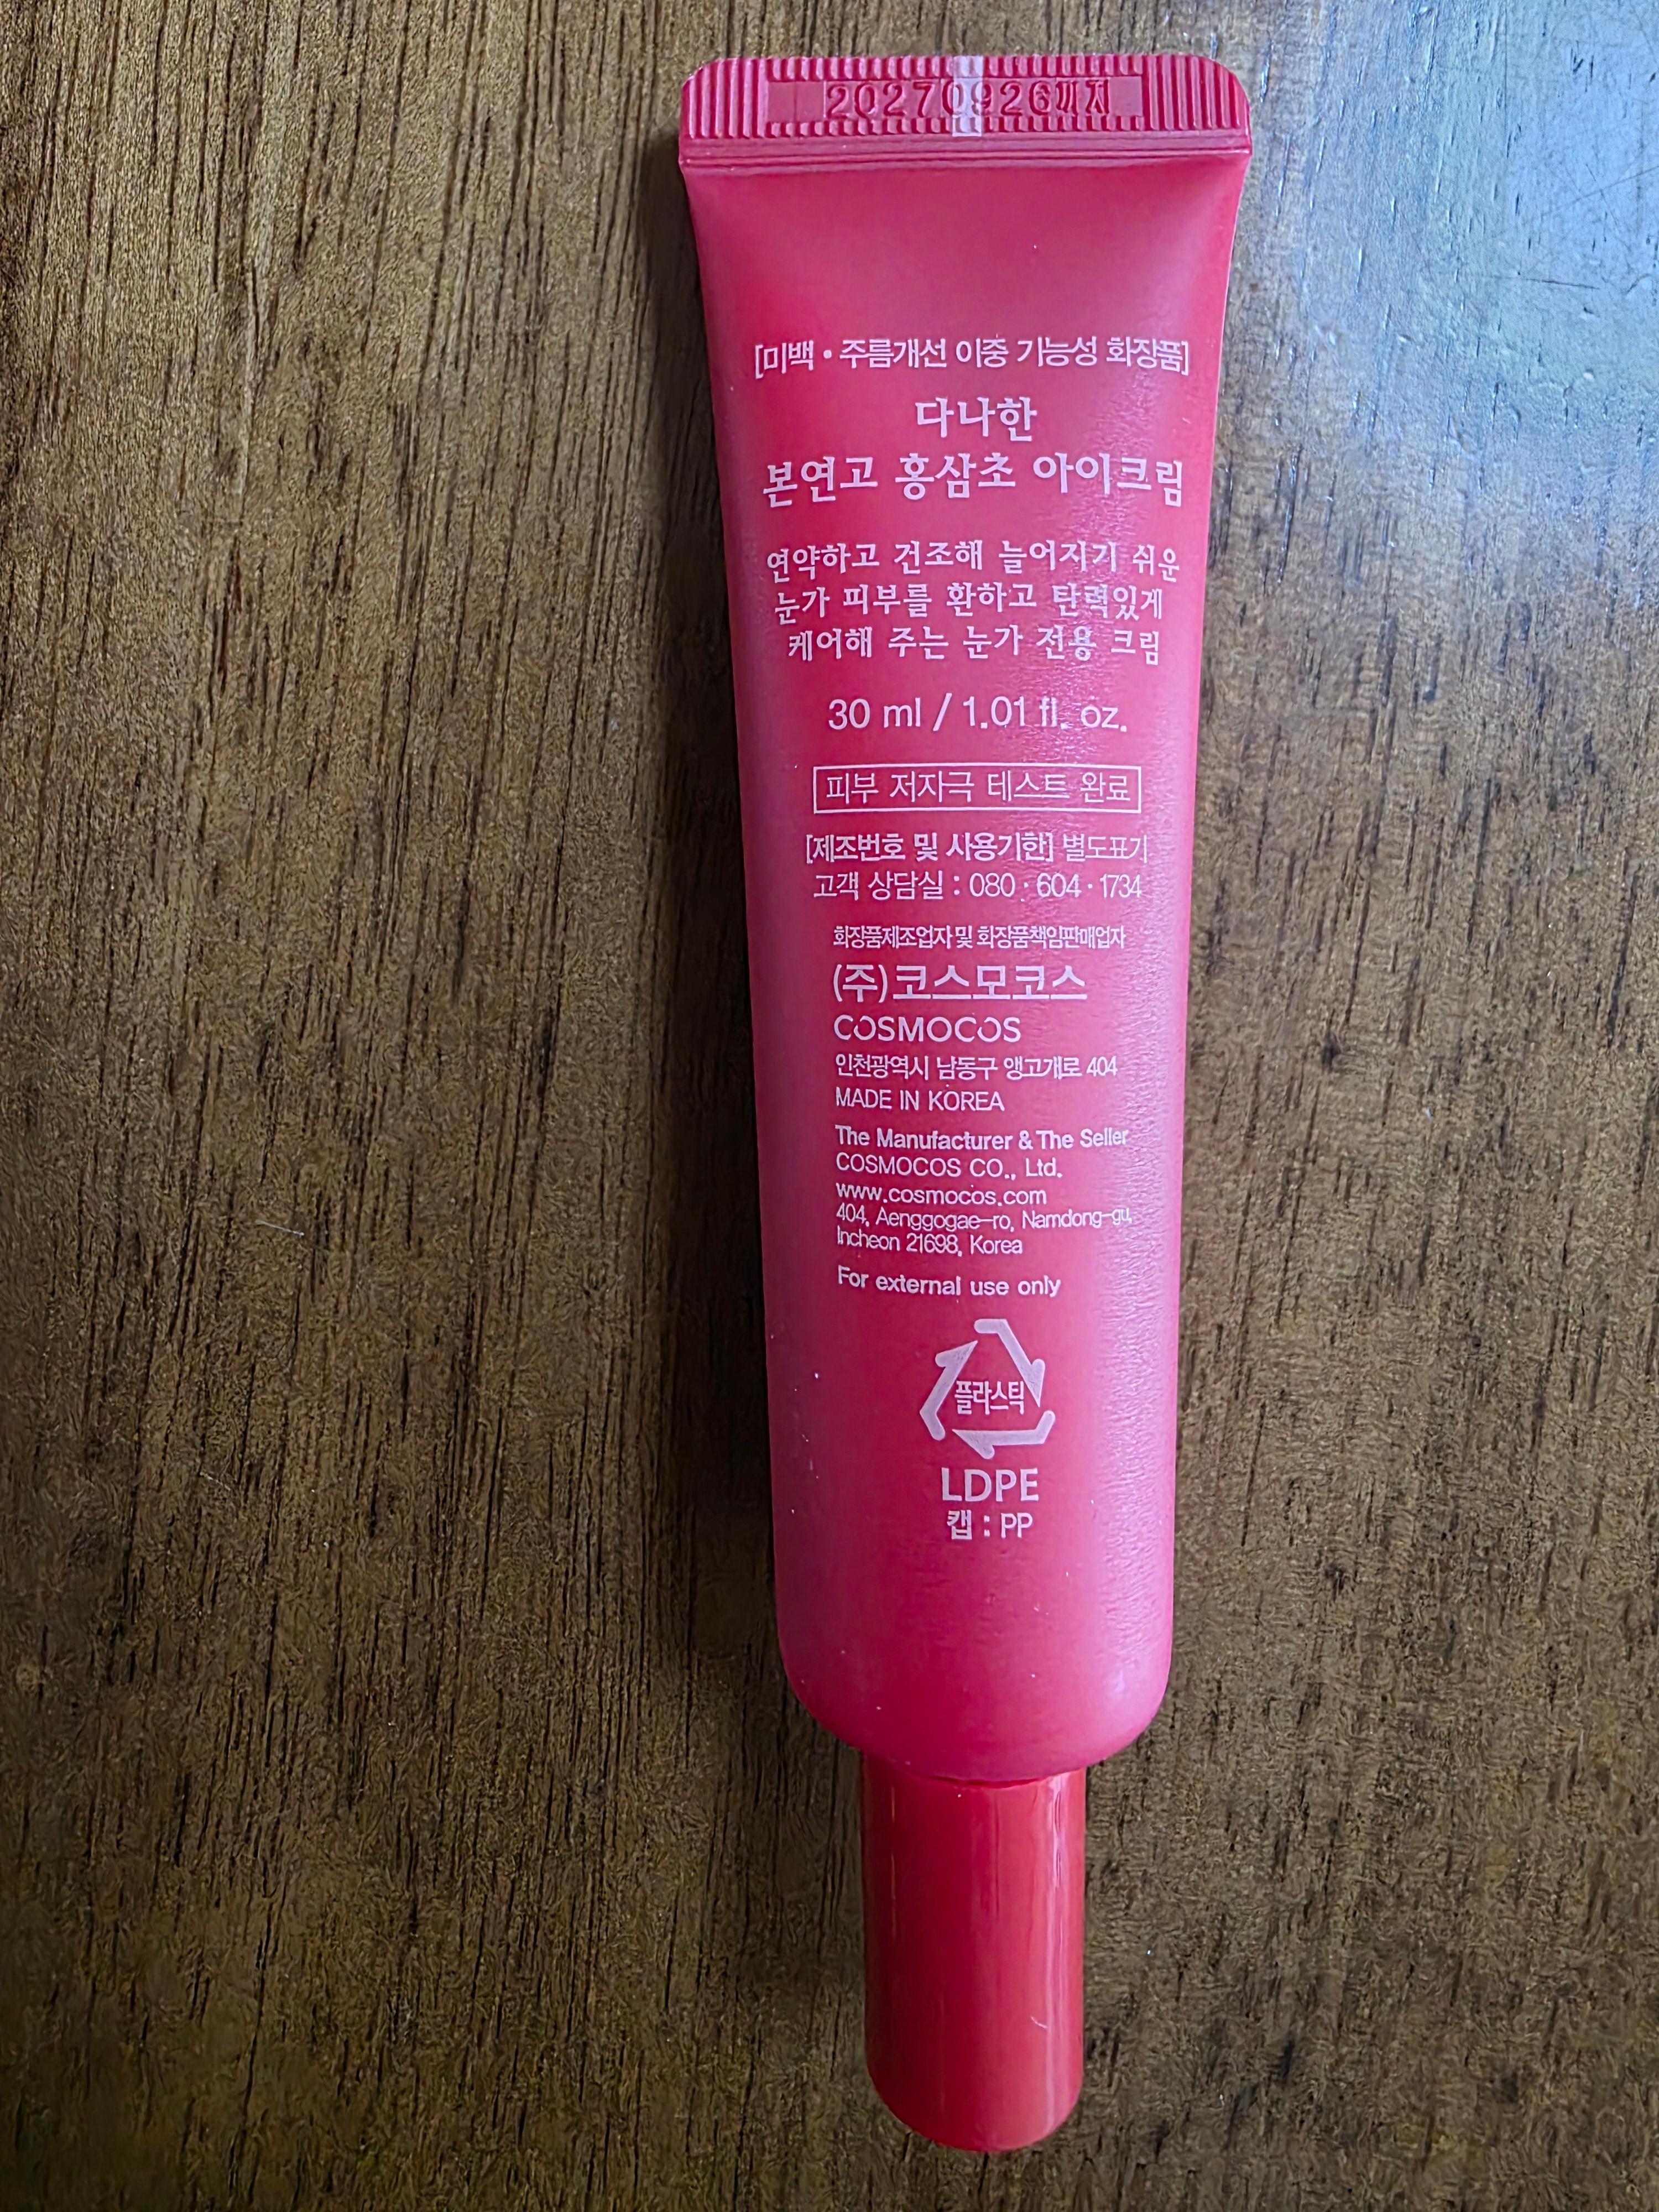 20270926까지
[미백 • 주름개선 이중 기능성 화장품]
다나한
본연고 홍삼초 아이크림
연약하고 건조해 늘어지기 쉬운
눈가 피부를 환하고 탄력있게
케어해 주는 눈가 전용 크림
30 ml / 1.01 fl. oz.
피부 저자극 테스트 완료
[제조번호 및 사용기한] 별도표기
고객 상담실 : 080 · 604 · 1734
화장품제조업자 및 화장품책임판매업자
(주)코스모코스
COSMOCOS
인천광역시 남동구 앵고개로 404
MADE IN KOREA
The Manufacturer & The Seller
COSMOCOS CO., Ltd.
www.cosmocos.com
404, Aenggogae-ro, Namdong-gu,
Incheon 21698, Korea
For external use only
플라스틱
LDPE
캡 : PP